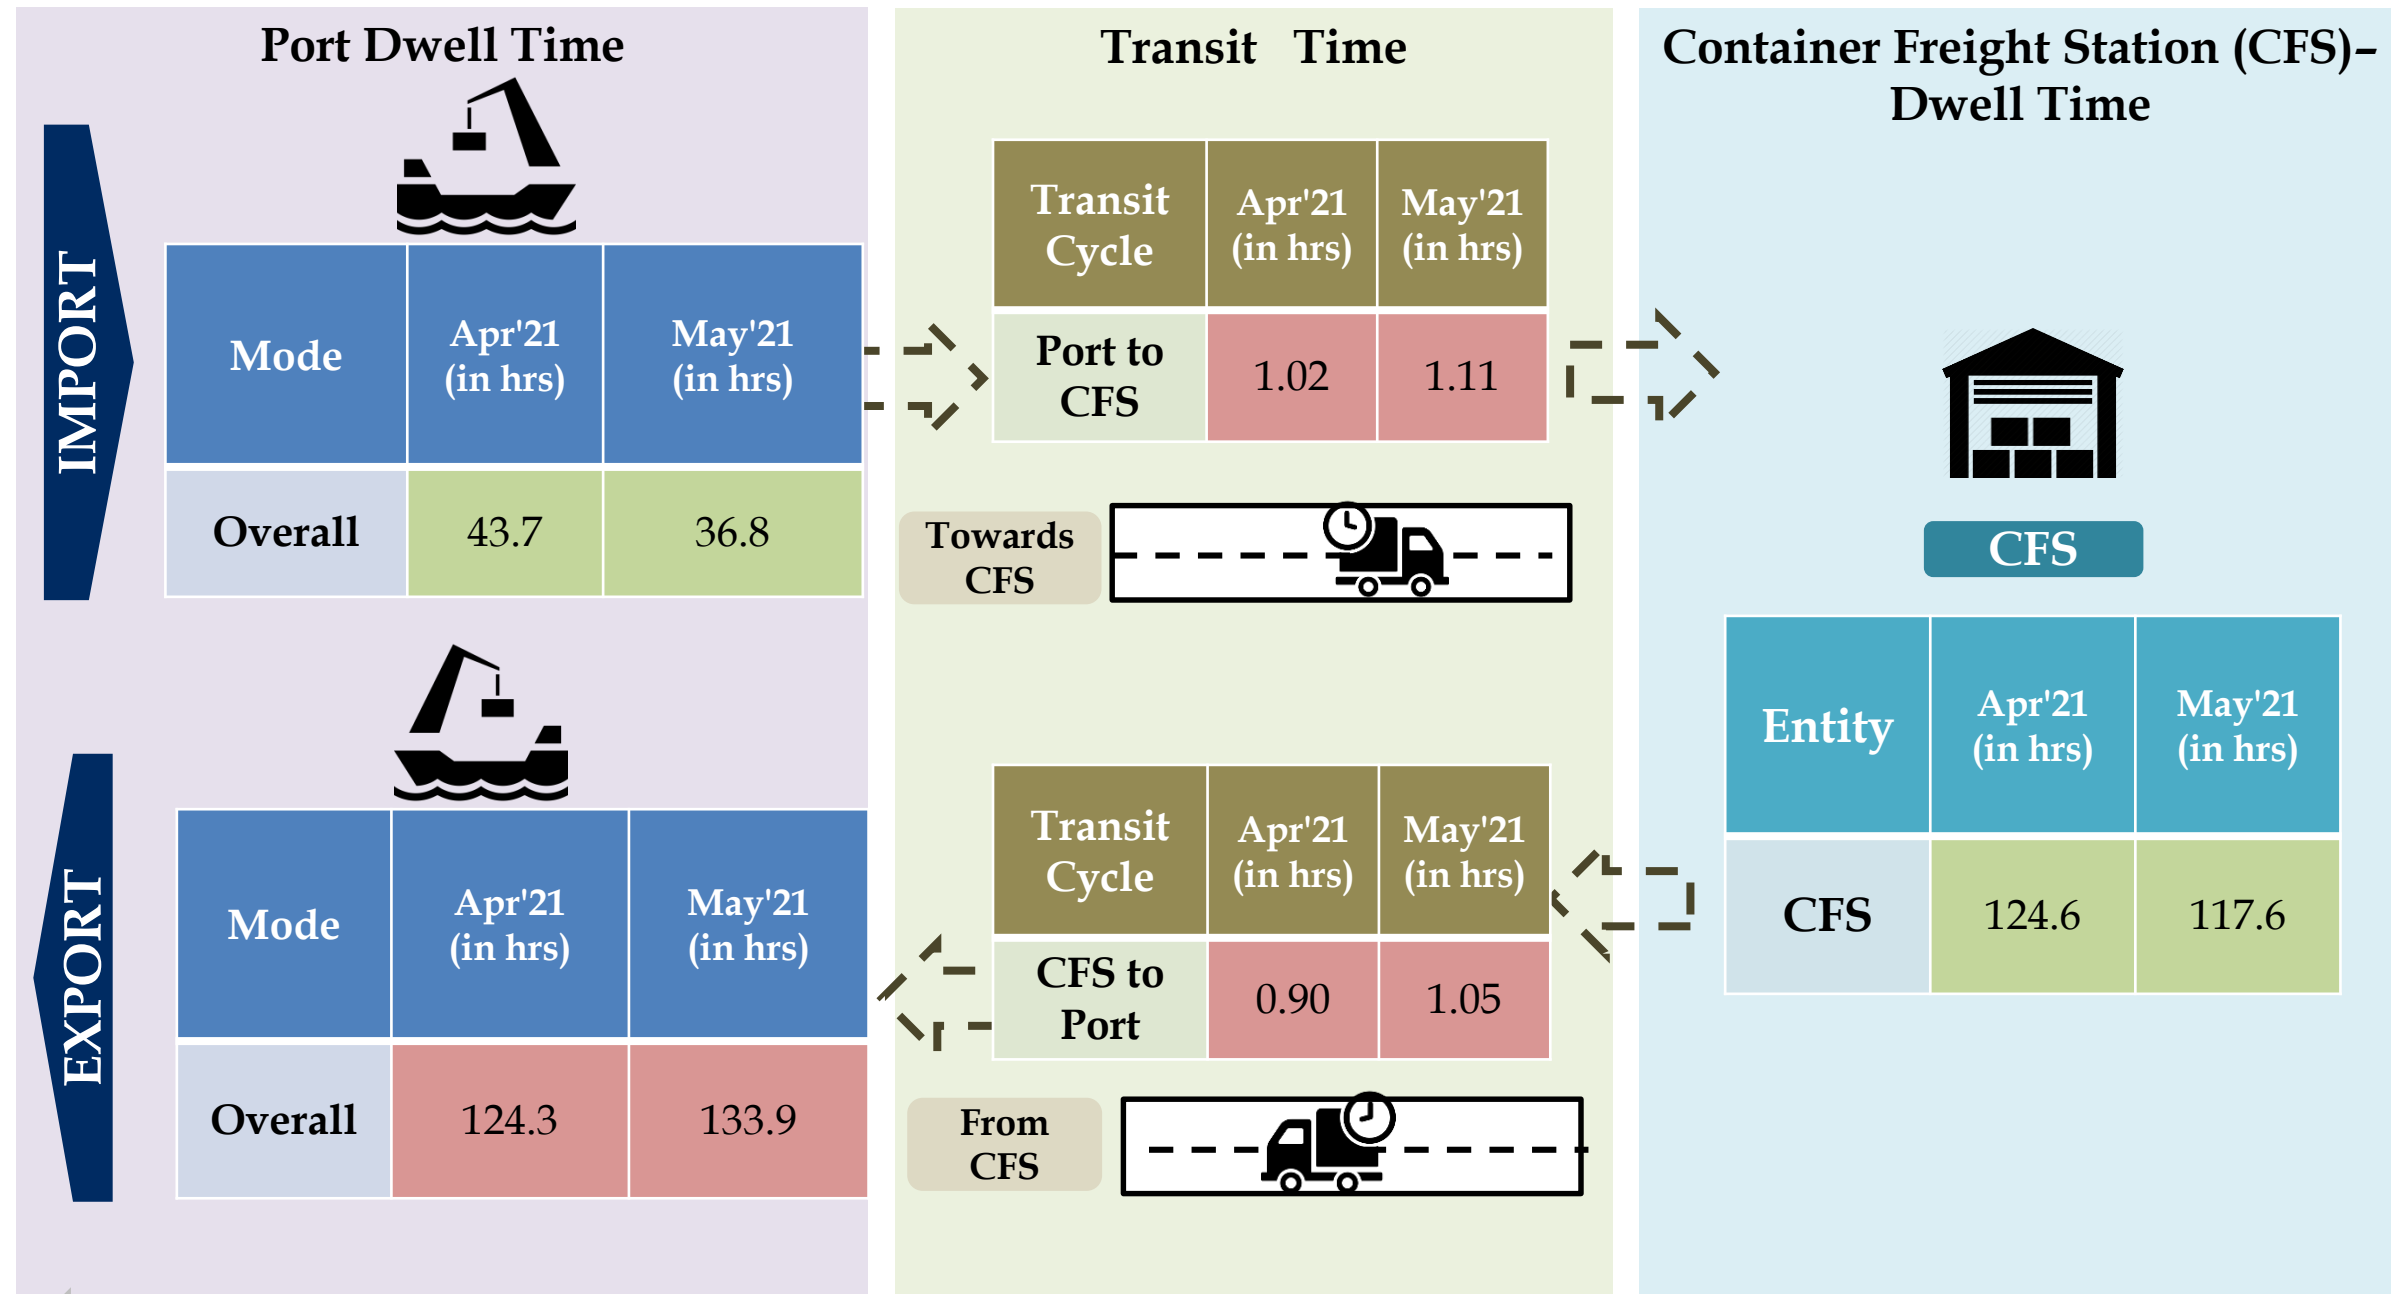 Port Dwell Time
IMPORT
Mode
Apr'21
(in hrs)
May'21
(in hrs)
Overall
43.7
36.8
EXPORT
Mode
Apr'21
(in hrs)
May'21
(in hrs)
Overall
124.3
133.9
Transit Time
Transit
Cycle
Apr'21
(in hrs)
May'21
(in hrs)
Port to
CFS
1.02
1.11
Towards
CFS
Transit
Cycle
Apr'21
(in hrs)
May'21
(in hrs)
CFS to
Port
0.90
1.05
From
CFS
Container Freight Station (CFS)–
Dwell Time
CFS
Entity
Apr'21
(in hrs)
May'21
(in hrs)
CFS
124.6
117.6